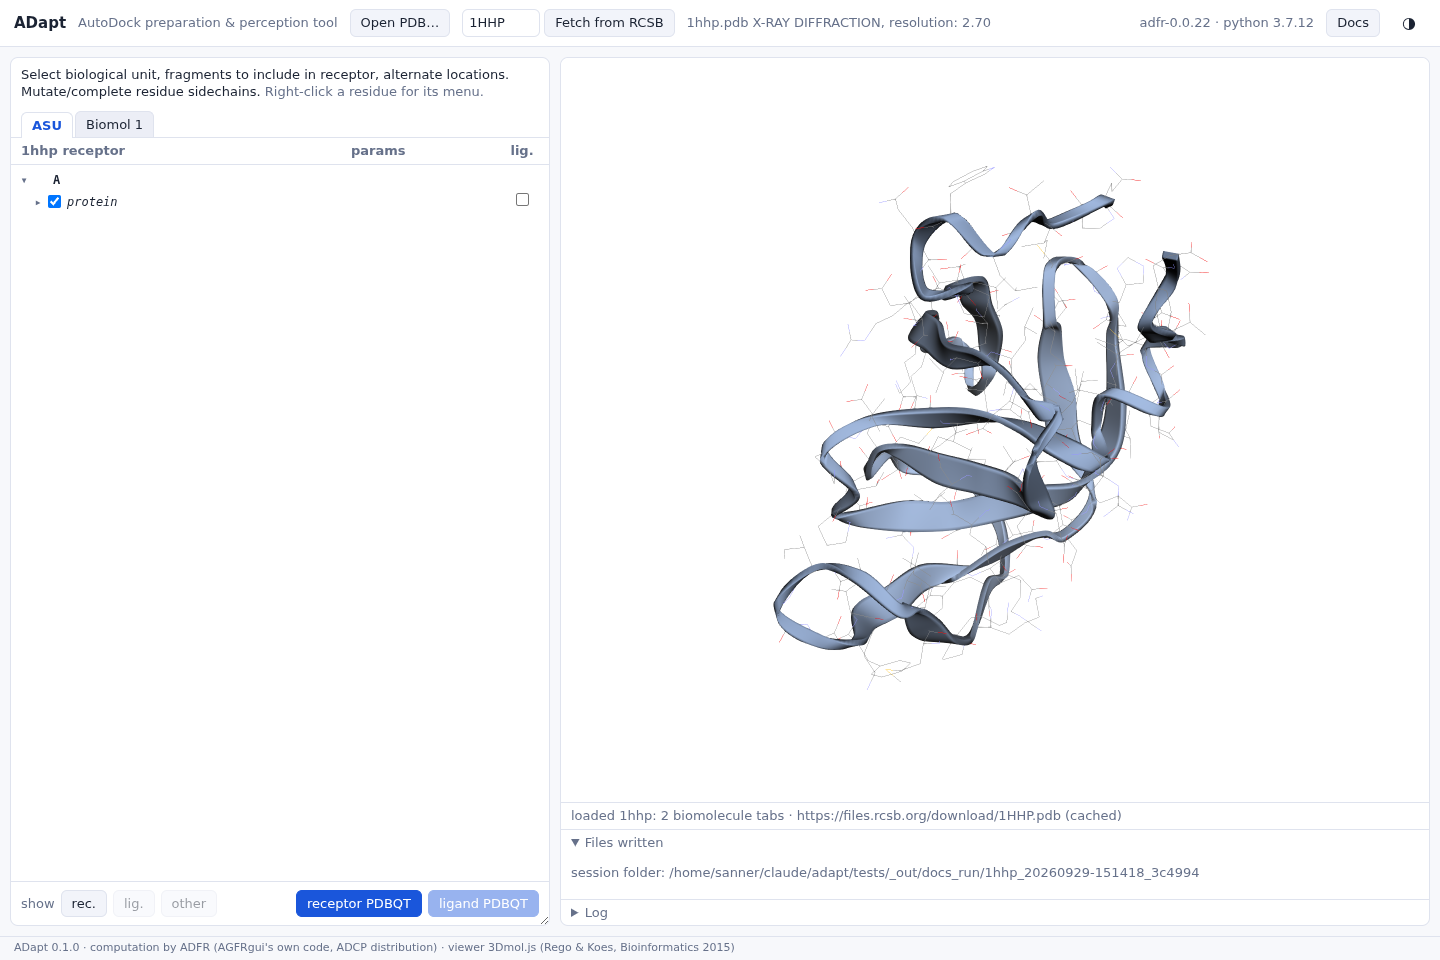 ADapt AutoDock preparation & perception tool Open PDB... 1HHP Fetch from RCSB 1hhp.pdb X-RAY DIFFRACTION, resolution: 2.70 adfr-0.0.22 · python 3.7.12 Docs
Select biological unit, fragments to include in receptor, alternate locations.
Mutate/complete residue sidechains. Right-click a residue for its menu.
ASU Biomol 1
1hhp receptor params lig.
A
protein
show rec. lig. other receptor PDBQT ligand PDBQT
loaded 1hhp: 2 biomolecule tabs · https://files.rcsb.org/download/1HHP.pdb (cached)
Files written
session folder: /home/sanner/claude/adapt/tests/_out/docs_run/1hhp_20260929-151418_3c4994
Log
ADapt 0.1.0 · computation by ADFR (AGFRgui's own code, ADCP distribution) · viewer 3Dmol.js (Rego & Koes, Bioinformatics 2015)